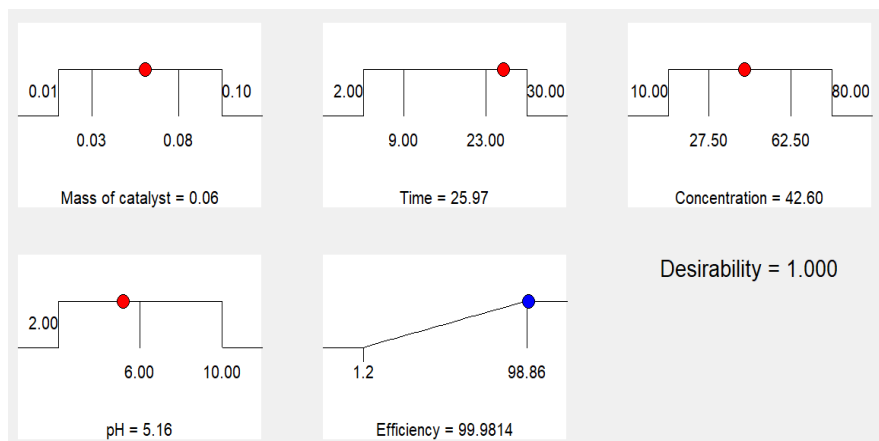 0.01
0.10
0.03
0.08
Mass of catalyst = 0.06
2.00
30.00
9.00
23.00
Time = 25.97
10.00
80.00
27.50
62.50
Concentration = 42.60
2.00
6.00
10.00
pH = 5.16
1.2
98.86
Efficiency = 99.9814
Desirability = 1.000